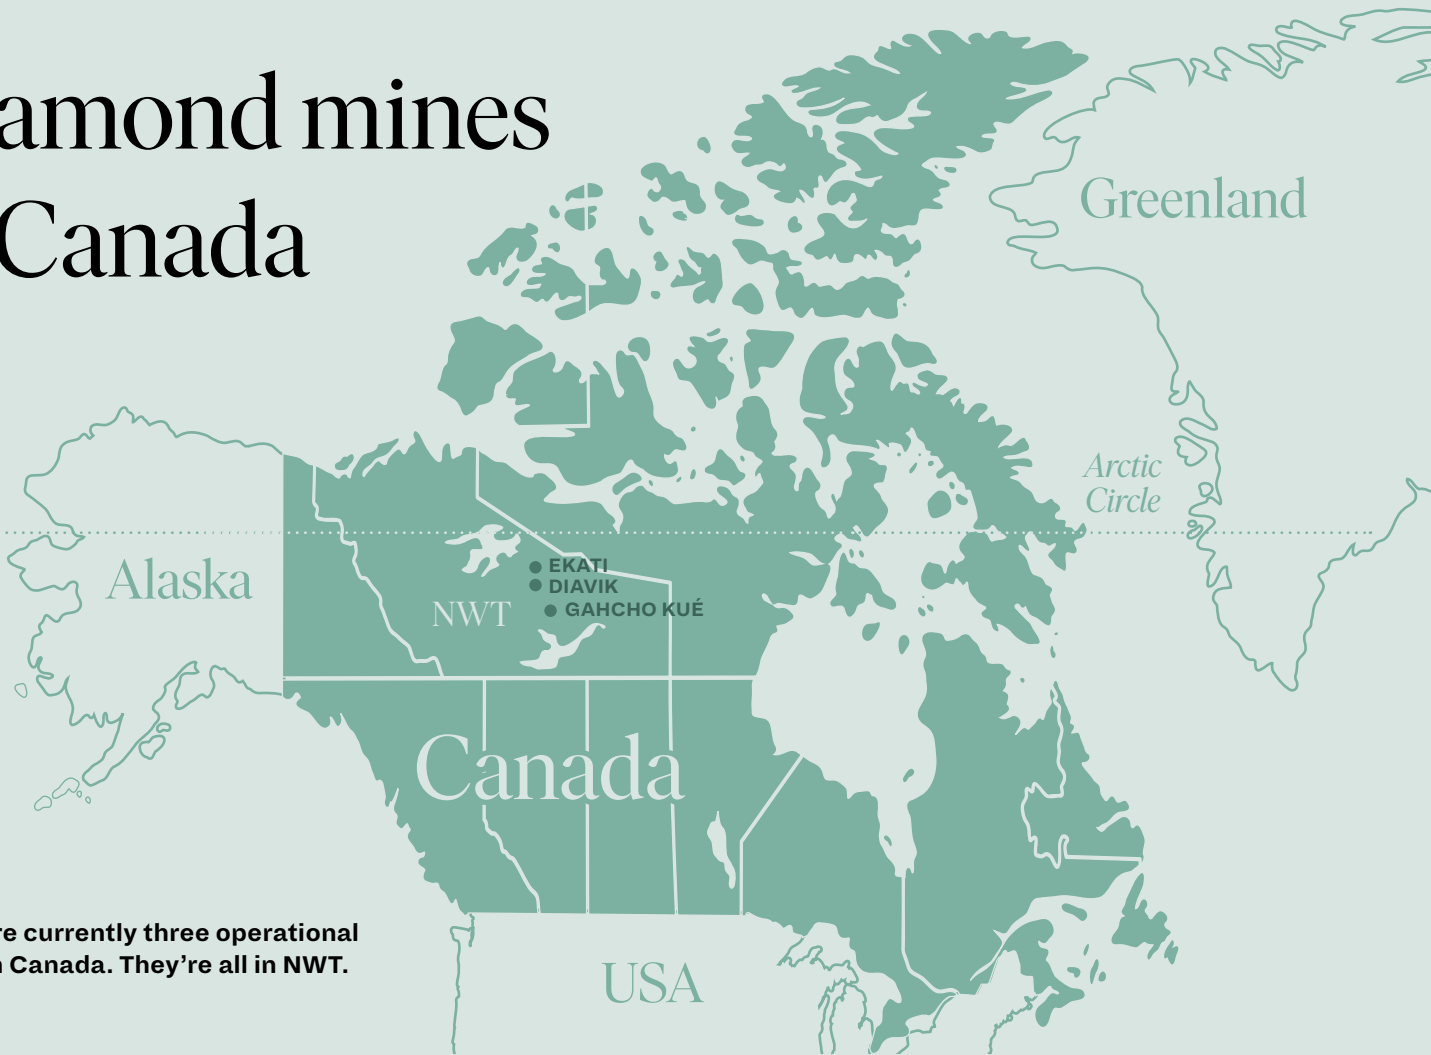 amond mines
Canada
Greenland
Arctic
Circle
Alaska
EKATI
DIAVIK
NWT
GAHCHO KUÉ
Canada
re currently three operational
Canada. They’re all in NWT.
USA